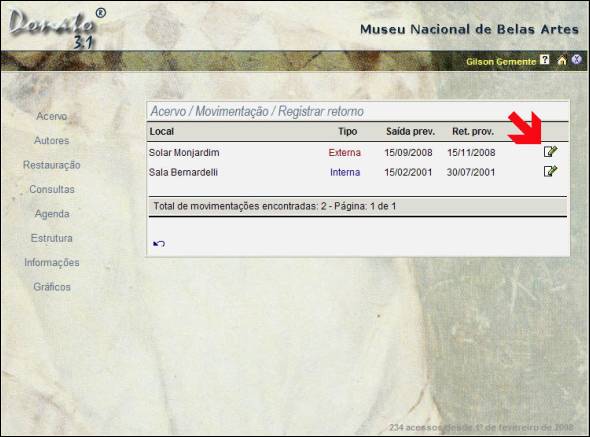 Donato ®
3.1
Museu Nacional de Belas Artes
Gilson Gemente ?
Acervo / Movimentação / Registrar retorno
Local Tipo Saída prev. Ret. prov.
Solar Monjardim Externa 15/09/2008 15/11/2008
Sala Bernardelli Interna 15/02/2001 30/07/2001
Total de movimentações encontradas: 2 - Página: 1 de 1
Acervo
Autores
Restauração
Consultas
Agenda
Estrutura
Informações
Gráficos
234 acessos desde 1º de fevereiro de 2008